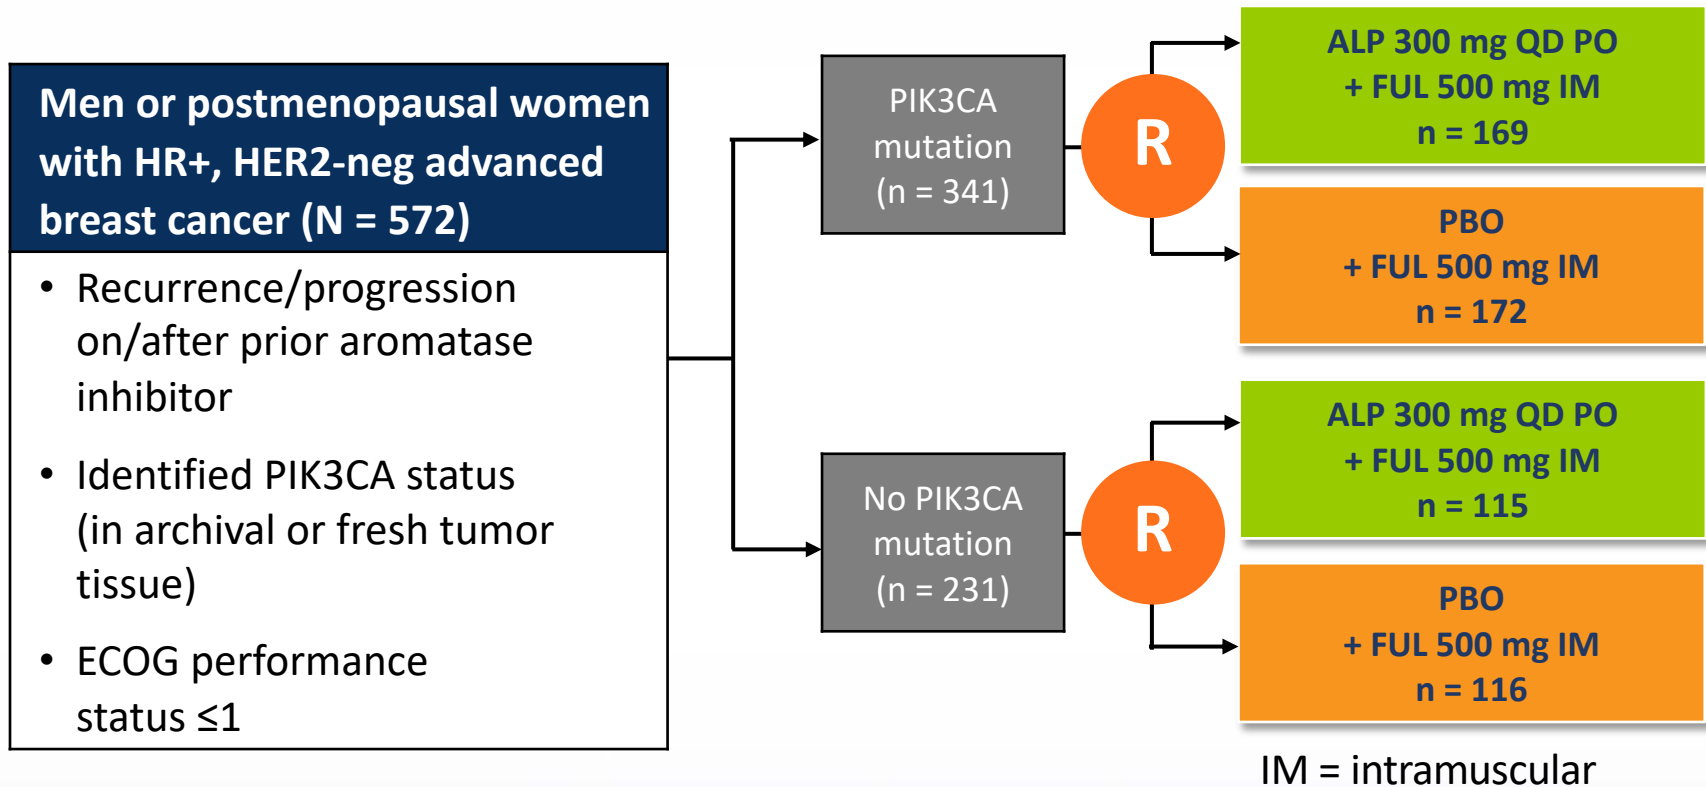 Men or postmenopausal women
with HR+, HER2-neg advanced
breast cancer (N = 572)
• Recurrence/progression
on/after prior aromatase
inhibitor
• Identified PIK3CA status
(in archival or fresh tumor
tissue)
• ECOG performance
status ≤1
PIK3CA
mutation
(n = 341)
R
ALP 300 mg QD PO
+ FUL 500 mg IM
n = 169
PBO
+ FUL 500 mg IM
n = 172
No PIK3CA
mutation
(n = 231)
R
ALP 300 mg QD PO
+ FUL 500 mg IM
n = 115
PBO
+ FUL 500 mg IM
n = 116
IM = intramuscular